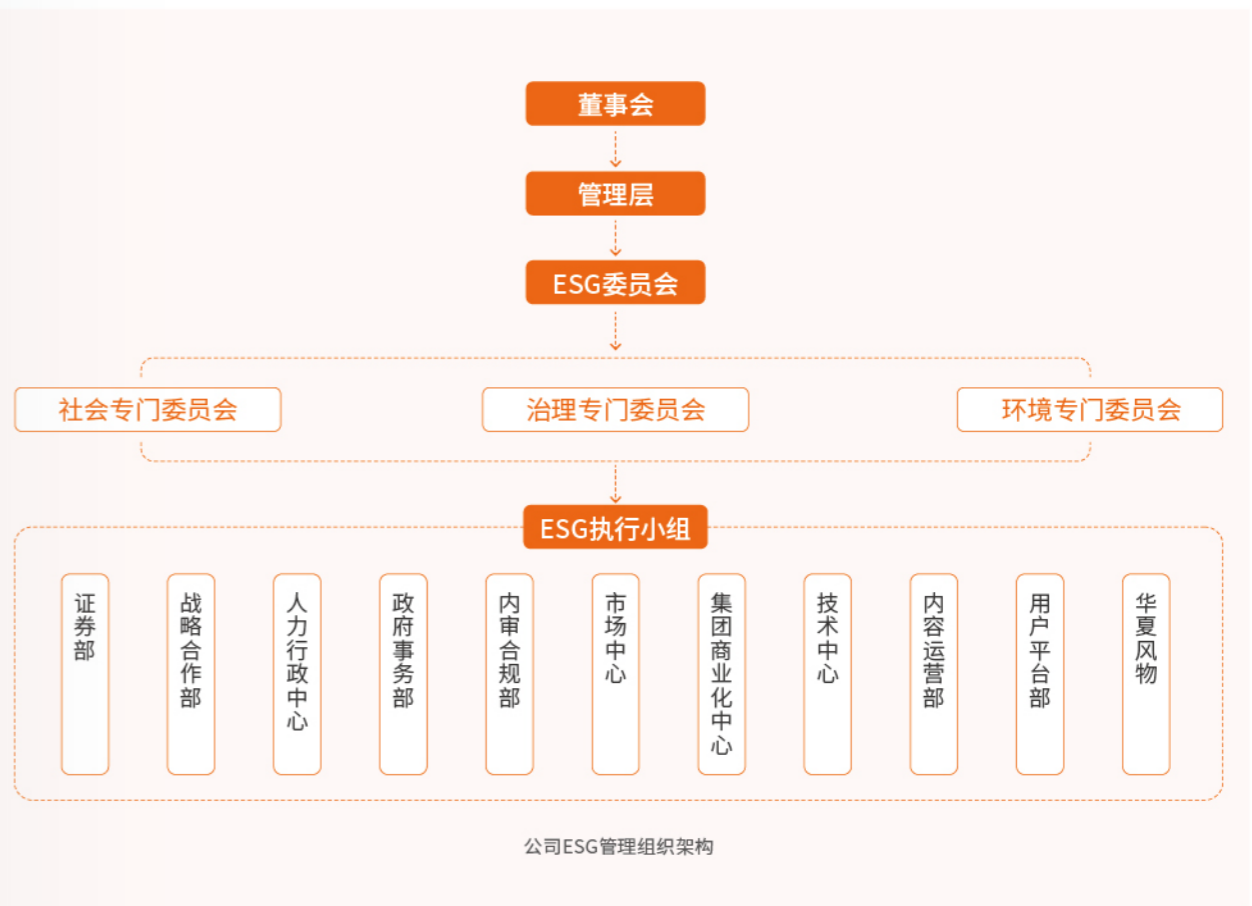 董事会
管理层
ESG委员会
社会专门委员会
治理专门委员会
环境专门委员会
ESG执行小组
证券部
战略合作部
人力行政中心
政府事务部
内审合规部
市场中心
集团商业化中心
技术中心
内容运营部
用户平台部
华夏风物
公司ESG管理组织架构